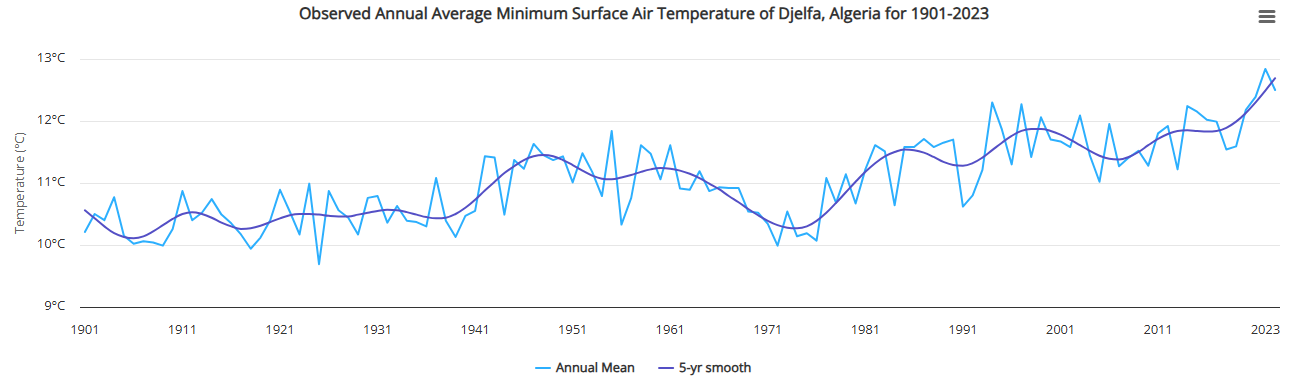 Observed Annual Average Minimum Surface Air Temperature of Djelfa, Algeria for 1901-2023
Temperature (°C)
13°C
12°C
11°C
10°C
9°C
1901 1911 1921 1931 1941 1951 1961 1971 1981 1991 2001 2011 2023
Annual Mean 5-yr smooth